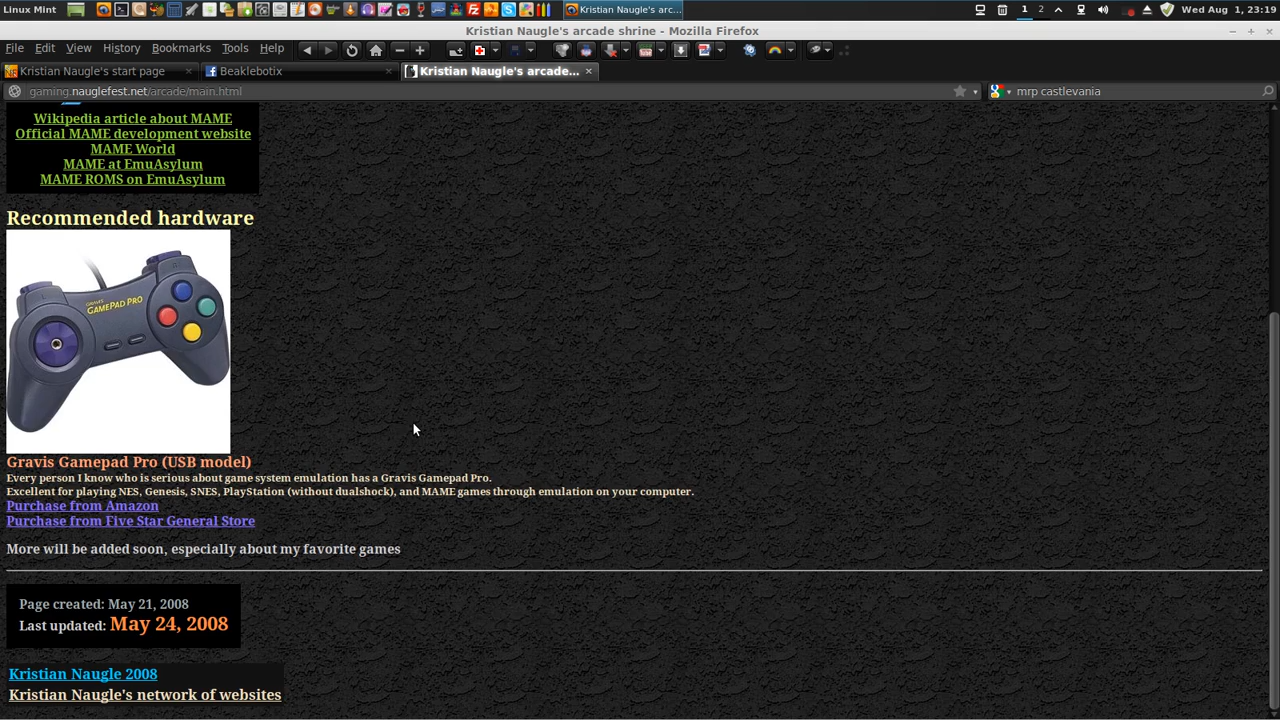 Linux Mint
Kristian Naugle's arc...
1 2
Wed Aug 1, 23:19
Kristian Naugle's arcade shrine - Mozilla Firefox
File Edit View History Bookmarks Tools Help
Kristian Naugle's start page
Beaklebotix
Kristian Naugle's arcade...
gaming.nauglefest.net/arcade/main.html
mrp castlevania
Wikipedia article about MAME
Official MAME development website
MAME World
MAME at EmuAsylum
MAME ROMS on EmuAsylum
Recommended hardware
GRAVIS
GAMEPAD PRO
Gravis Gamepad Pro (USB model)
Every person I know who is serious about game system emulation has a Gravis Gamepad Pro.
Excellent for playing NES, Genesis, SNES, PlayStation (without dualshock), and MAME games through emulation on your computer.
Purchase from Amazon
Purchase from Five Star General Store
More will be added soon, especially about my favorite games
Page created: May 21, 2008
Last updated: May 24, 2008
Kristian Naugle 2008
Kristian Naugle's network of websites